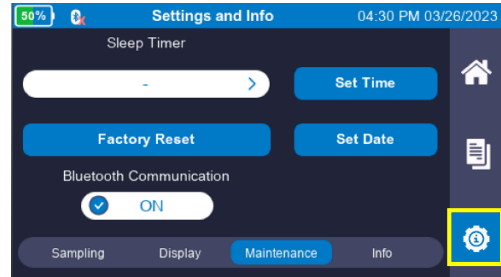 50% Settings and Info 04:30 PM 03/26/2023
Sleep Timer
- > Set Time
Factory Reset Set Date
Bluetooth Communication
ON
Sampling Display Maintenance Info